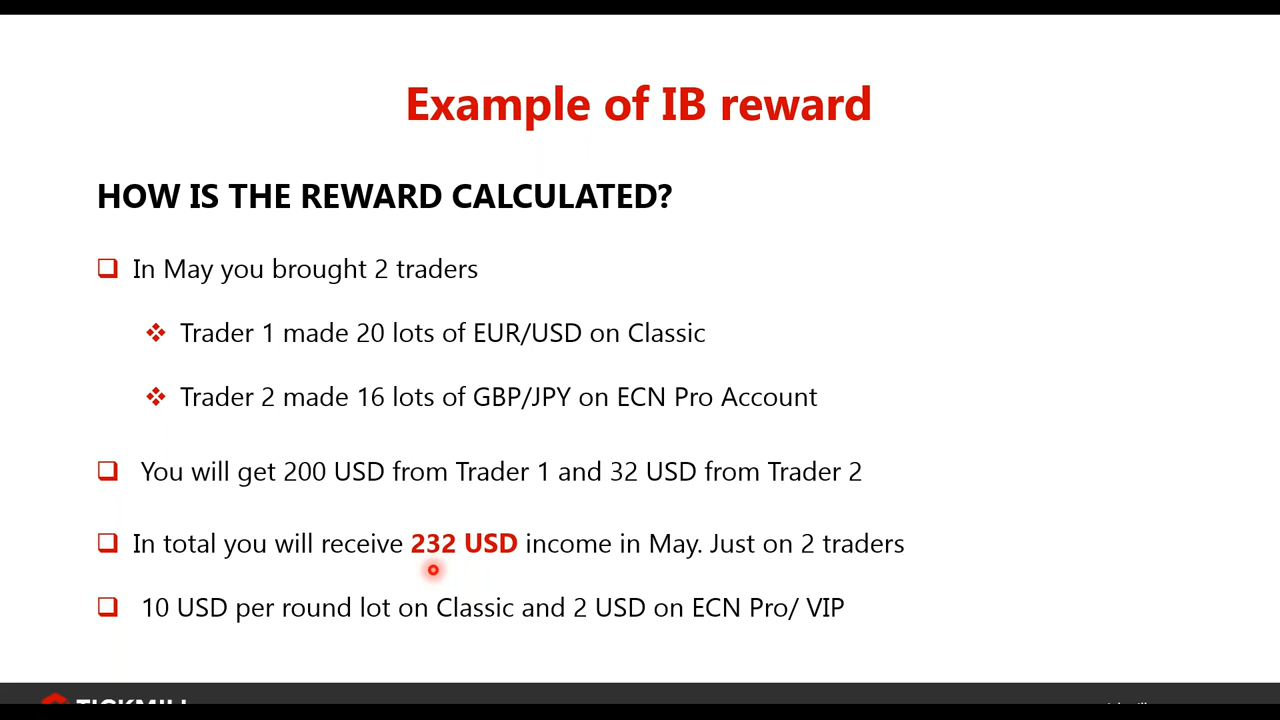 Example of IB reward
HOW IS THE REWARD CALCULATED?
In May you brought 2 traders
Trader 1 made 20 lots of EUR/USD on Classic
Trader 2 made 16 lots of GBP/JPY on ECN Pro Account
You will get 200 USD from Trader 1 and 32 USD from Trader 2
In total you will receive 232 USD income in May. Just on 2 traders
10 USD per round lot on Classic and 2 USD on ECN Pro/ VIP
TICKMILL